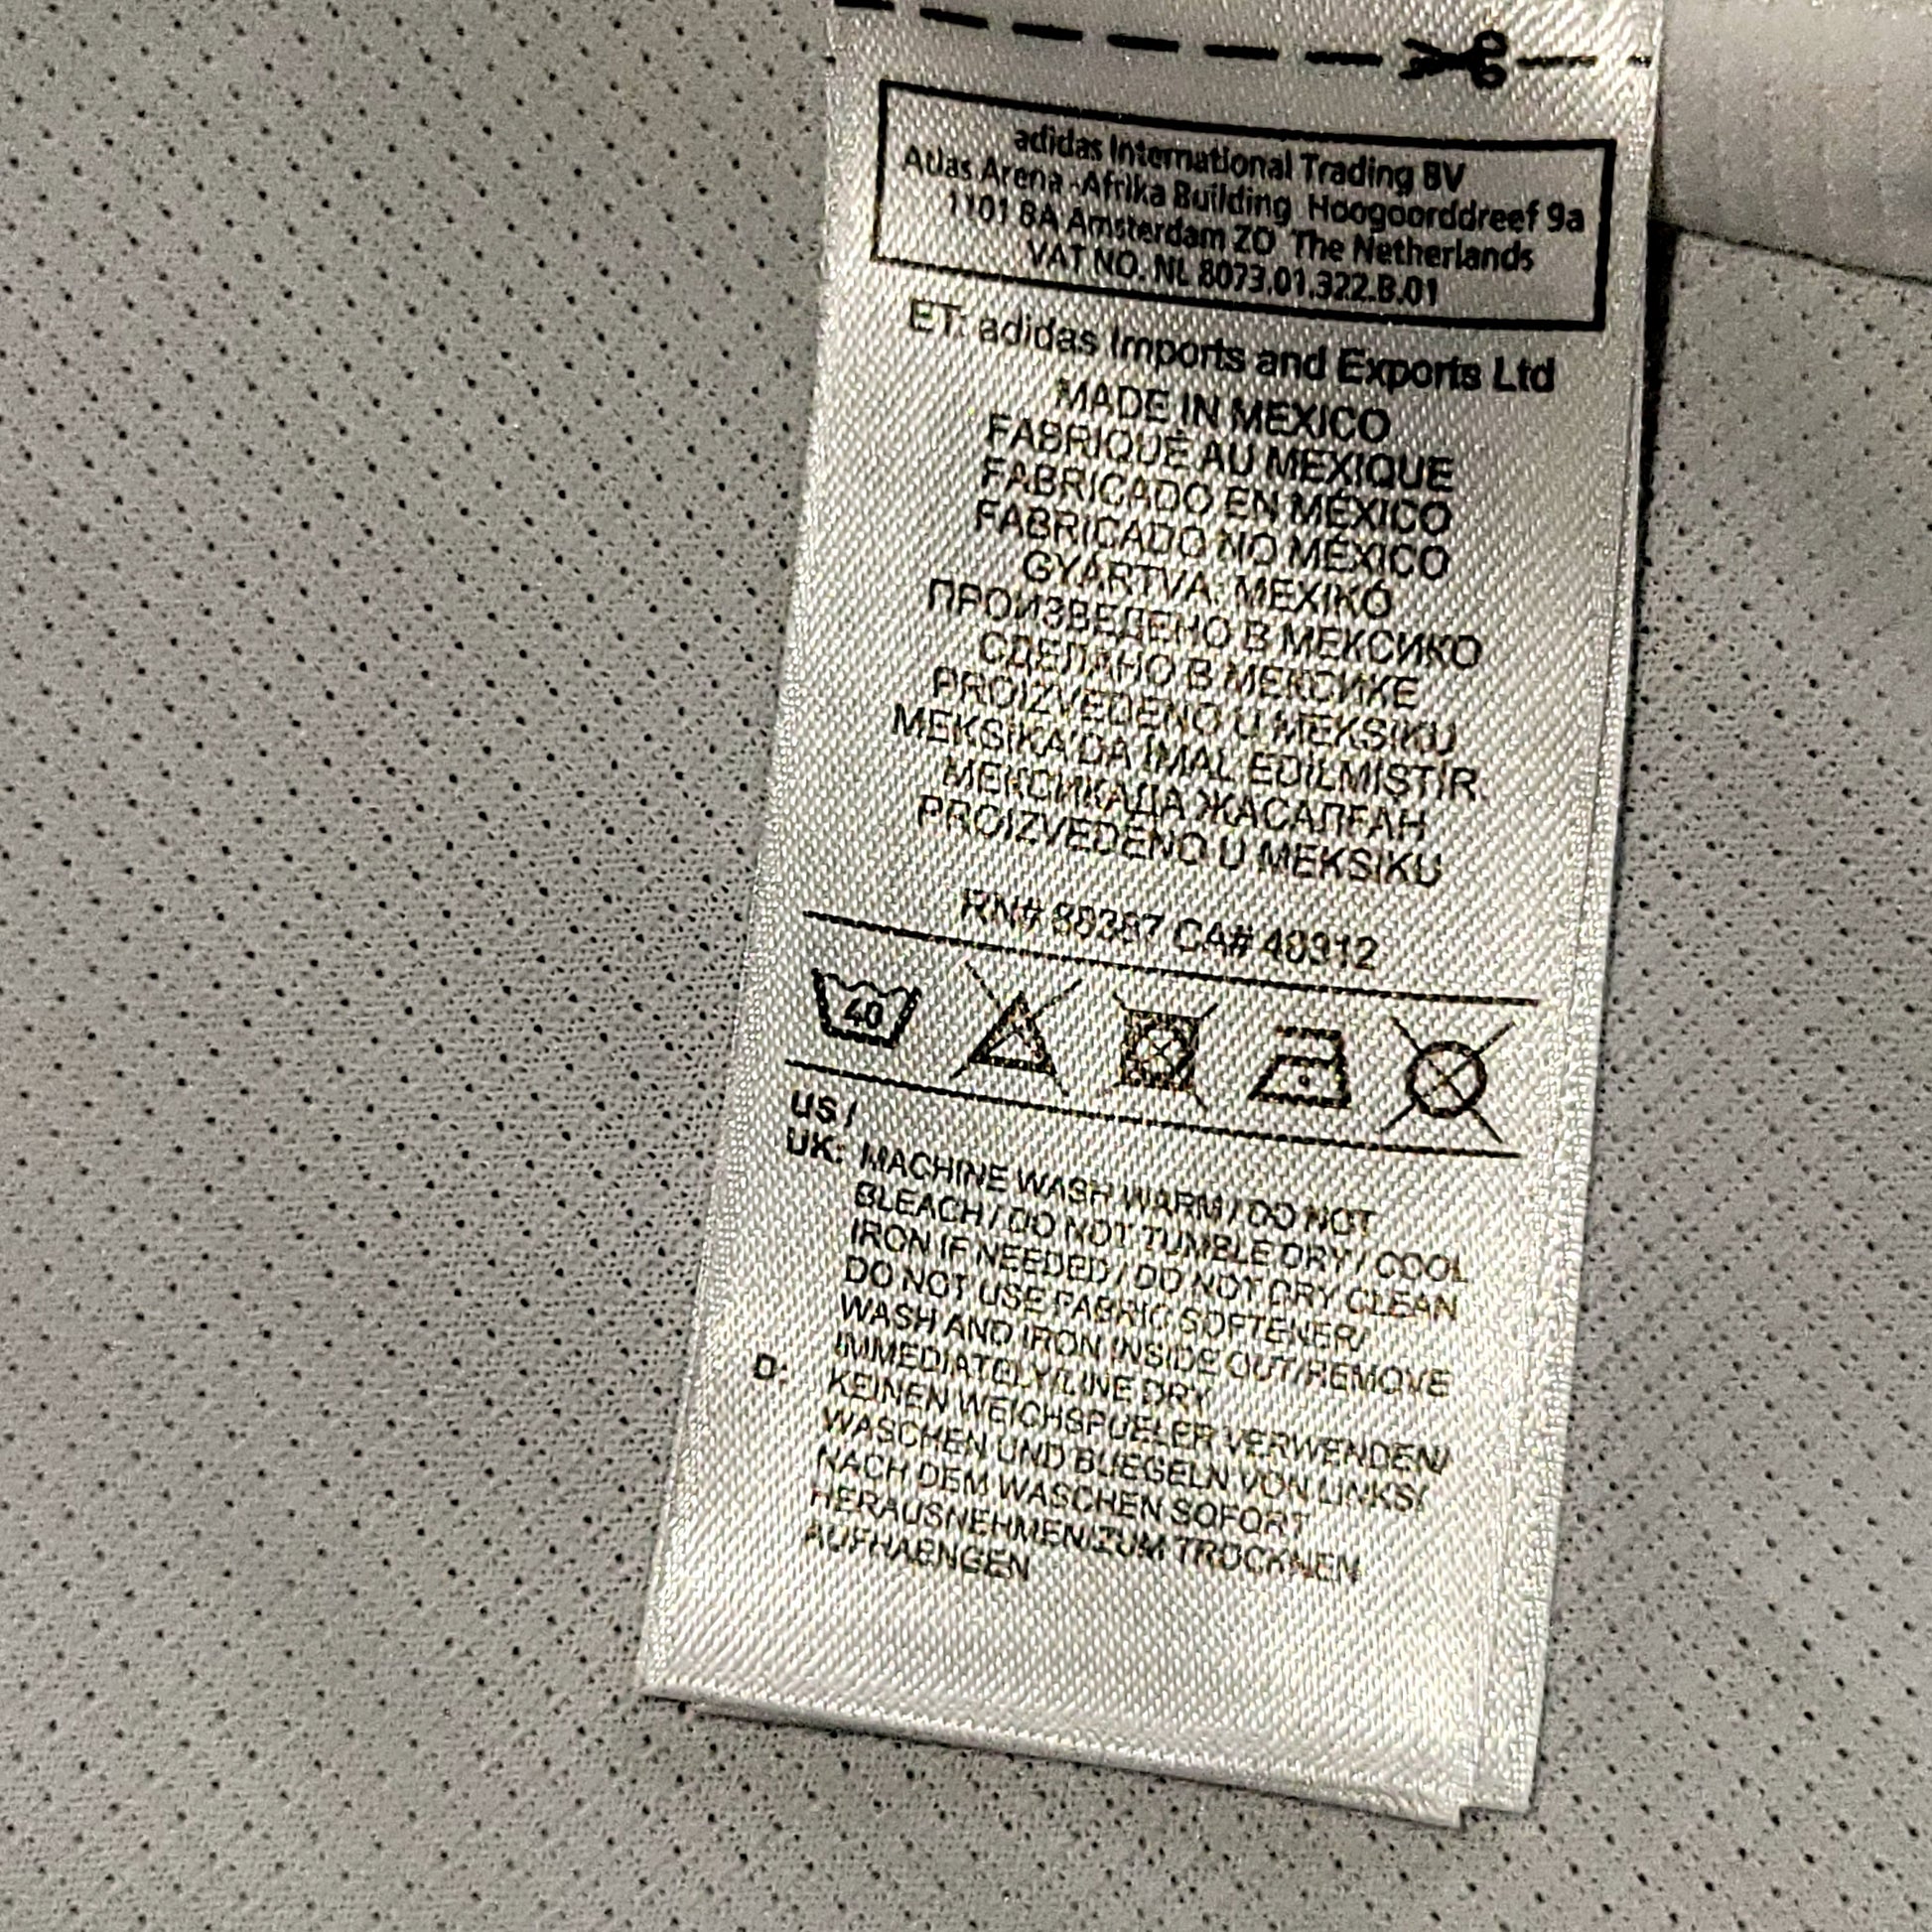 adidas International Trading BV
Atlas Arena -Afrika Building Hoogoorddreef 9a
1101 BA Amsterdam ZO The Netherlands
VAT NO. NL 8073.01.322.B.01
ET: adidas Imports and Exports Ltd
MADE IN MEXICO
FABRIQUÉ AU MEXIQUE
FABRICADO EN MÉXICO
FABRICADO NO MÉXICO
GYÁRTVA: MEXIKÓ
ПРОИЗВЕДЕНО В МЕКСИКО
СДЕЛАНО В МЕКСИКЕ
PROIZVEDENO U MEKSIKU
MEKSİKA'DA İMAL EDİLMİŞTİR.
МЕКСИКАДА ЖАСАЛҒАН
PROIZVEDENO U MEKSIKU
RN# 88387 CA# 40312
40
US /
UK: MACHINE WASH WARM / DO NOT
BLEACH / DO NOT TUMBLE DRY / COOL
IRON IF NEEDED / DO NOT DRY CLEAN
DO NOT USE FABRIC SOFTENER/
WASH AND IRON INSIDE OUT/REMOVE
IMMEDIATELY/LINE DRY
D: KEINEN WEICHSPUELER VERWENDEN/
WASCHEN UND BUEGELN VON LINKS/
NACH DEM WASCHEN SOFORT
HERAUSNEHMEN/ZUM TROCKNEN
AUFHAENGEN